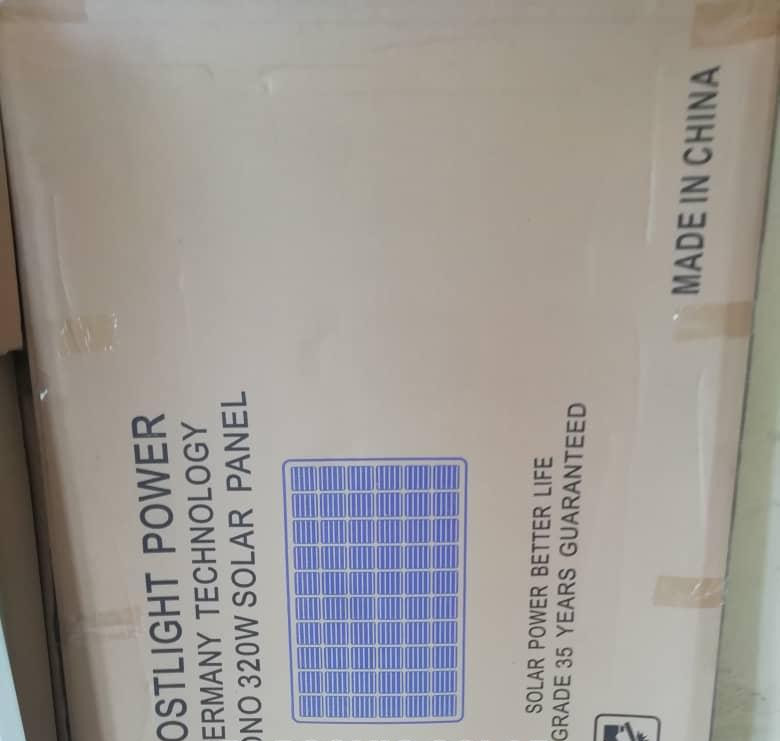 OSTLIGHT POWER
ERMANY TECHNOLOGY
ONO 320W SOLAR PANEL
SOLAR POWER BETTER LIFE
GRADE 35 YEARS GUARANTEED
MADE IN CHINA